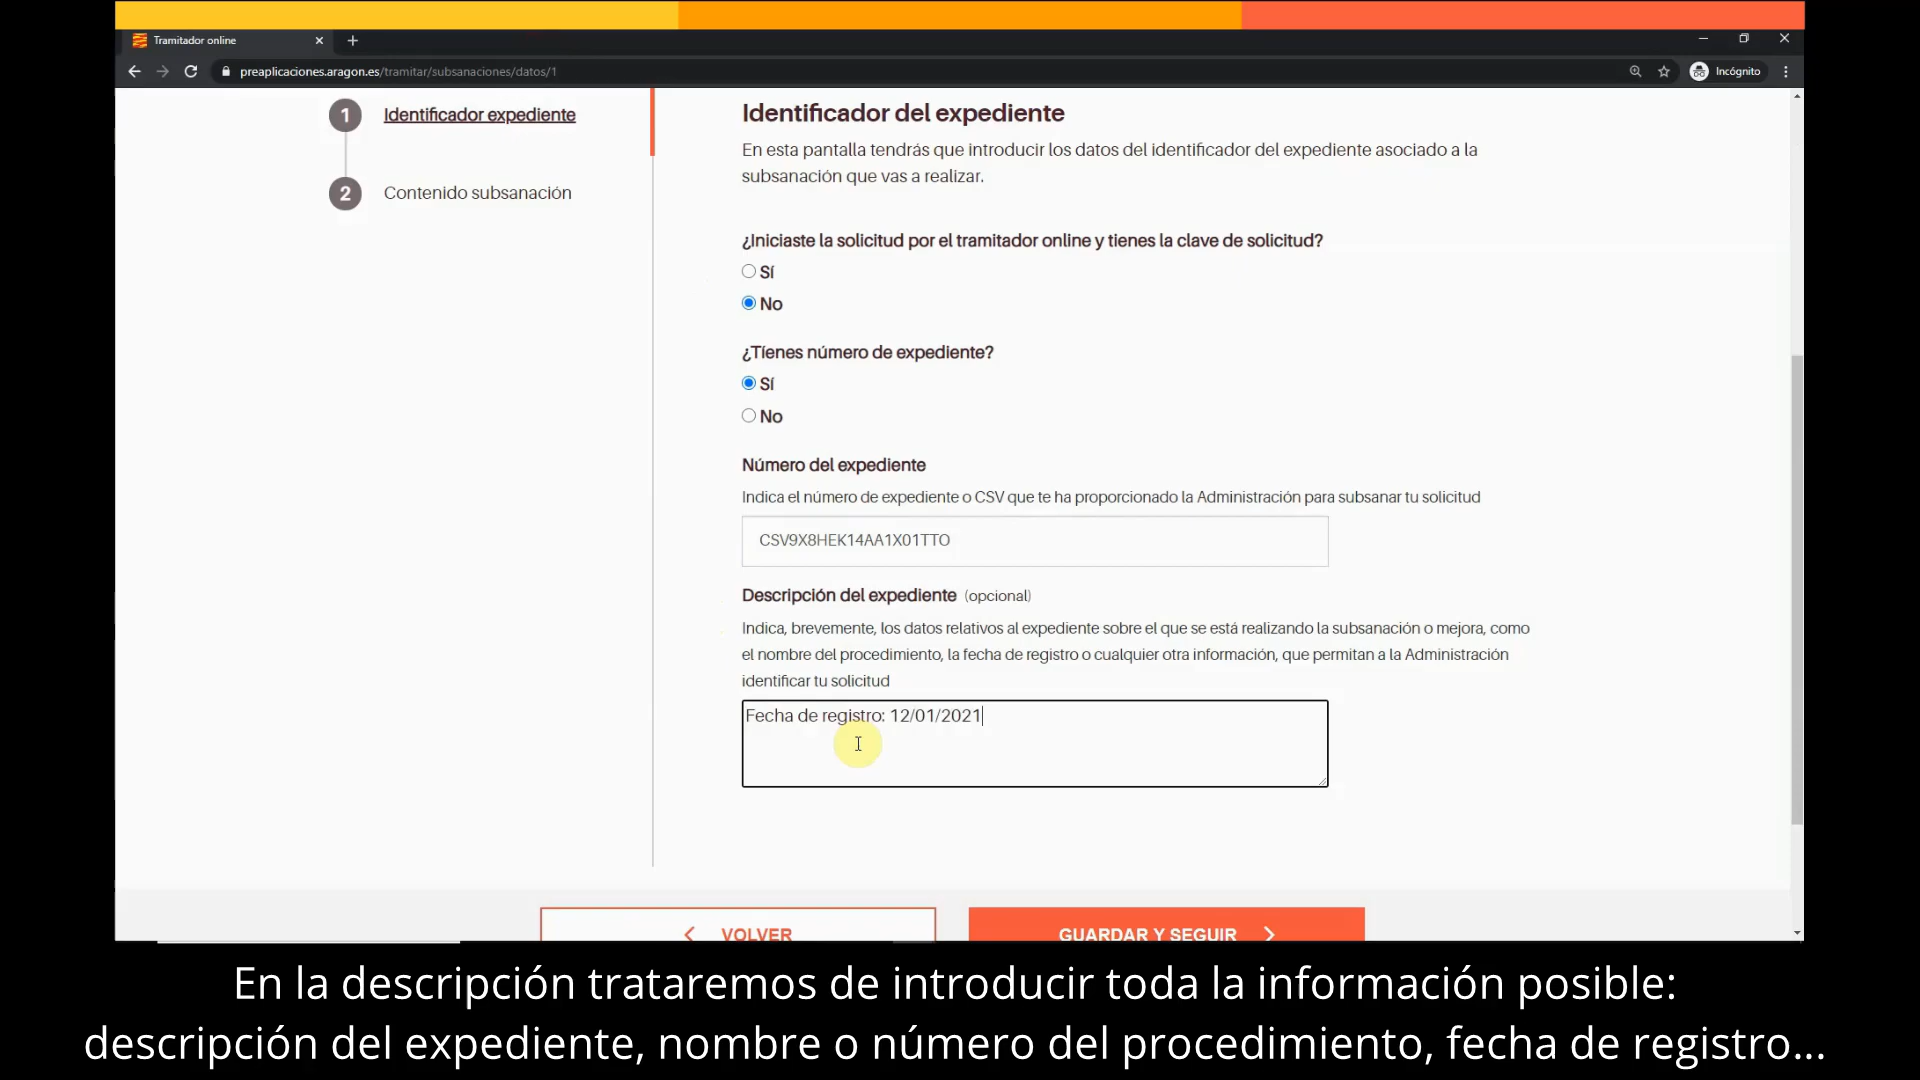 Tramitador online
preaplicaciones.aragon.es/tramitar/subsanaciones/datos/1
Incógnito
1 Identificador expediente
2 Contenido subsanación
Identificador del expediente
En esta pantalla tendrás que introducir los datos del identificador del expediente asociado a la
subsanación que vas a realizar.
¿Iniciaste la solicitud por el tramitador online y tienes la clave de solicitud?
Sí
No
¿Tíenes número de expediente?
Sí
No
Número del expediente
Indica el número de expediente o CSV que te ha proporcionado la Administración para subsanar tu solicitud
CSV9X8HEK14AA1X01TTO
Descripción del expediente (opcional)
Indica, brevemente, los datos relativos al expediente sobre el que se está realizando la subsanación o mejora, como
el nombre del procedimiento, la fecha de registro o cualquier otra información, que permitan a la Administración
identificar tu solicitud
Fecha de registro: 12/01/2021
VOLVER
GUARDAR Y SEGUIR
En la descripción trataremos de introducir toda la información posible:
descripción del expediente, nombre o número del procedimiento, fecha de registro...